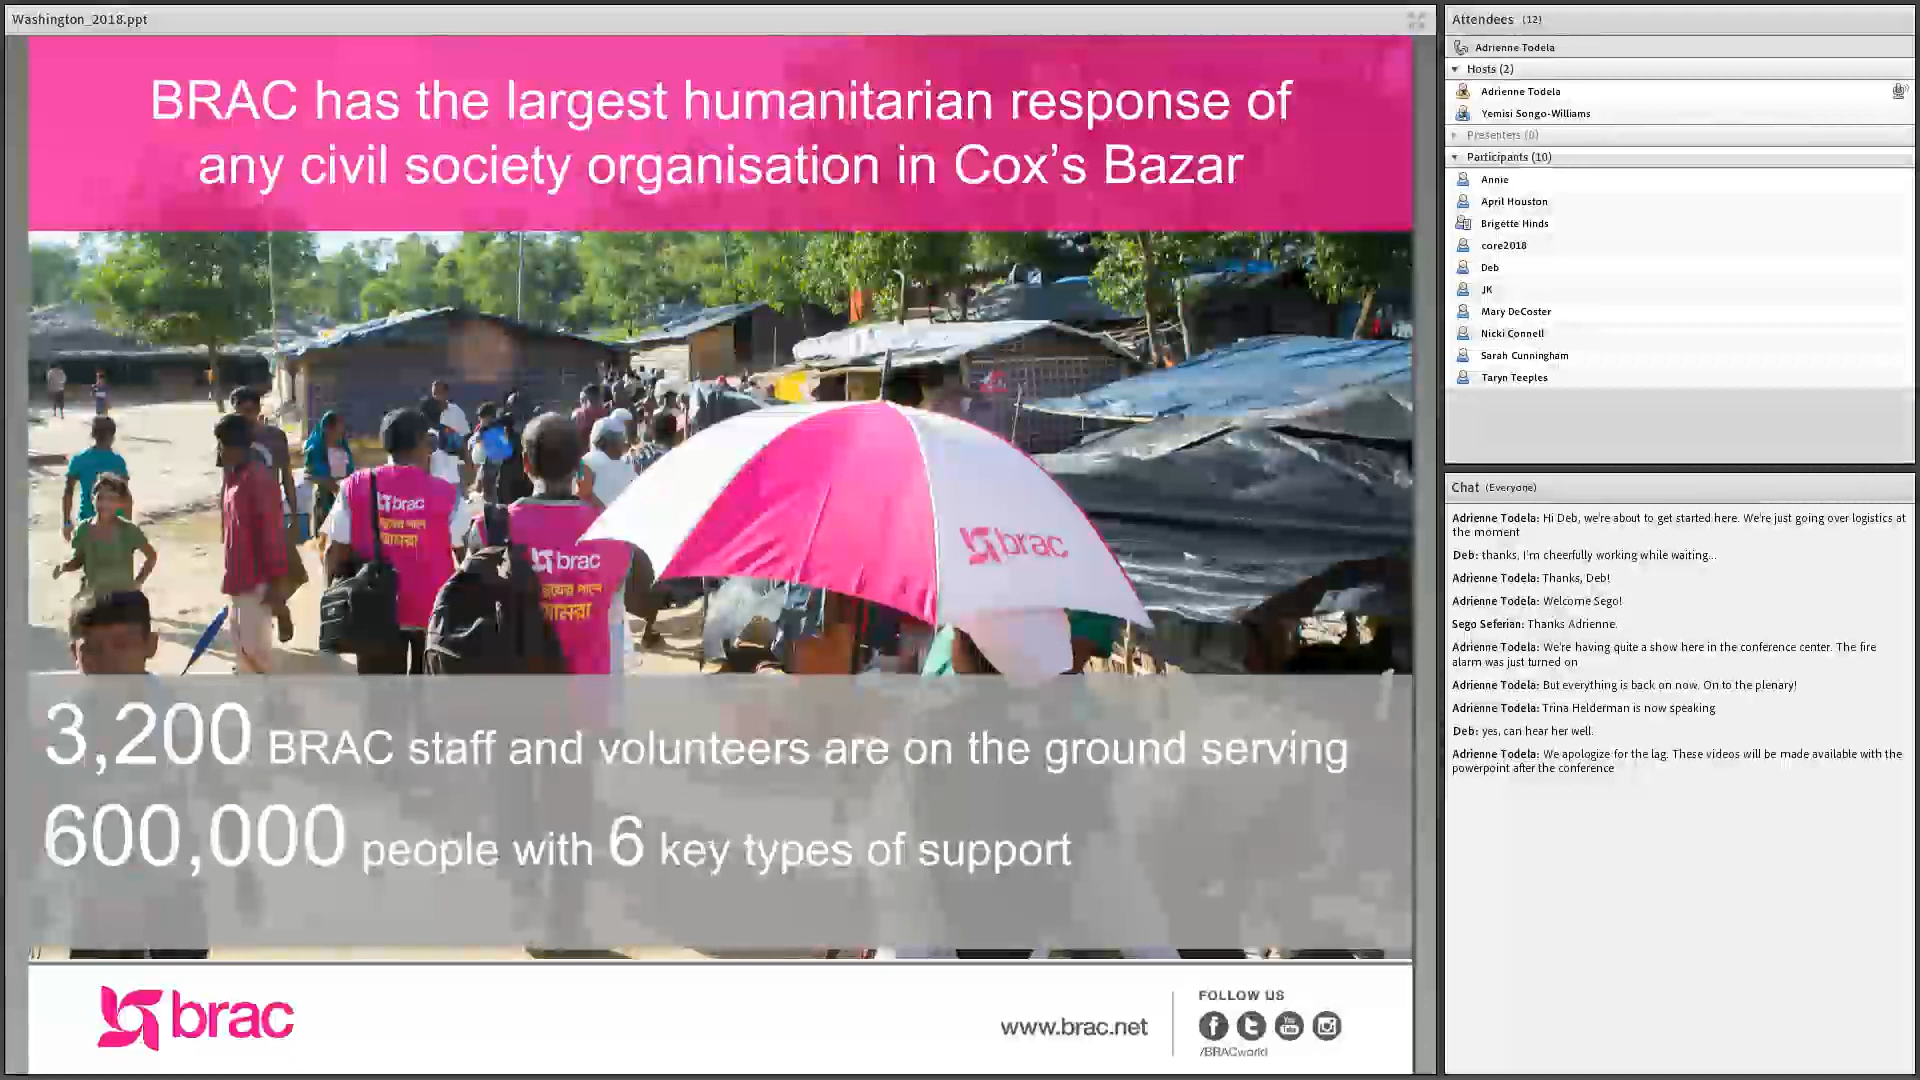 Washington_2018.ppt
BRAC has the largest humanitarian response of
any civil society organisation in Cox's Bazar
brac
brac
আমরা
brac
3,200 BRAC staff and volunteers are on the ground serving
600,000 people with 6 key types of support
brac
www.brac.net
FOLLOW US
You
Tube
/BRACworld
Attendees (12)
Adrienne Todela
Hosts (2)
Adrienne Todela
Yemisi Songo-Williams
Presenters (0)
Participants (10)
Annie
April Houston
Brigette Hinds
core2018
Deb
JK
Mary DeCoster
Nicki Connell
Sarah Cunningham
Taryn Teeples
Chat (Everyone)
Adrienne Todela: Hi Deb, we're about to get started here. We're just going over logistics at
the moment
Deb: thanks, I'm cheerfully working while waiting...
Adrienne Todela: Thanks, Deb!
Adrienne Todela: Welcome Sego!
Sego Seferian: Thanks Adrienne.
Adrienne Todela: We're having quite a show here in the conference center. The fire
alarm was just turned on
Adrienne Todela: But everything is back on now. On to the plenary!
Adrienne Todela: Trina Helderman is now speaking
Deb: yes, can hear her well.
Adrienne Todela: We apologize for the lag. These videos will be made available with the
powerpoint after the conference